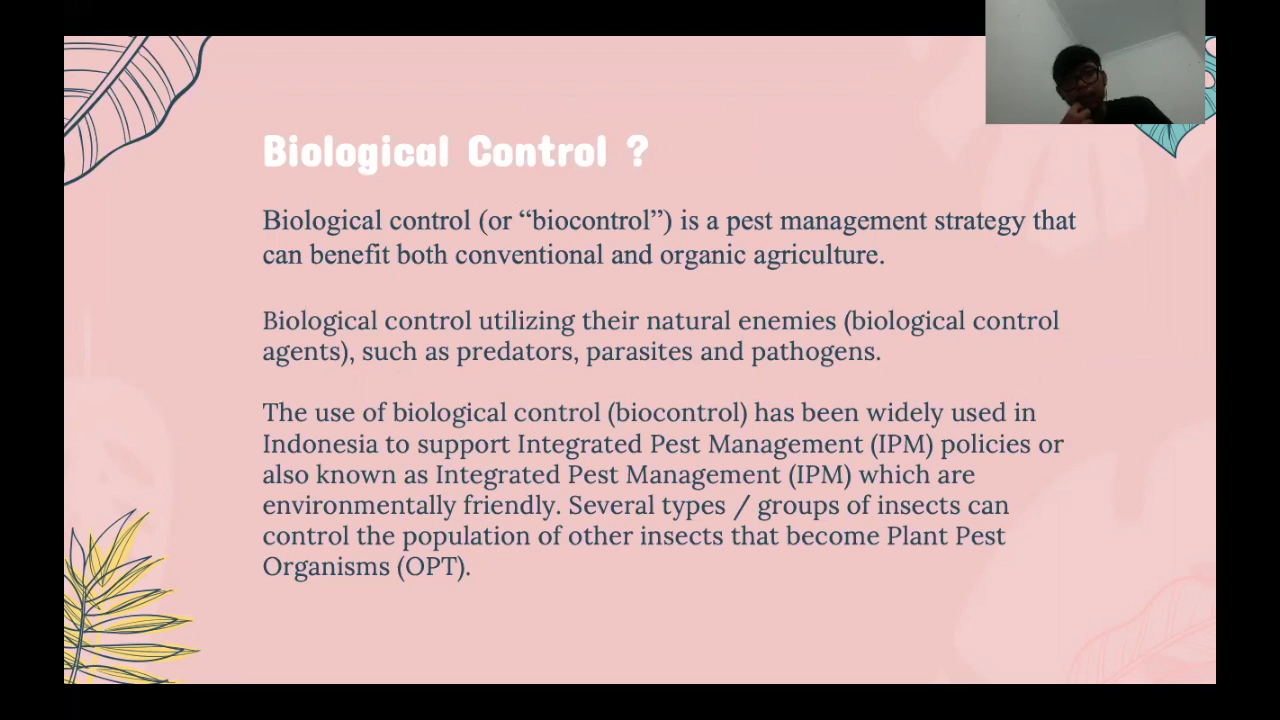 Biological Control ?
Biological control (or “biocontrol”) is a pest management strategy that
can benefit both conventional and organic agriculture.
Biological control utilizing their natural enemies (biological control
agents), such as predators, parasites and pathogens.
The use of biological control (biocontrol) has been widely used in
Indonesia to support Integrated Pest Management (IPM) policies or
also known as Integrated Pest Management (IPM) which are
environmentally friendly. Several types / groups of insects can
control the population of other insects that become Plant Pest
Organisms (OPT).